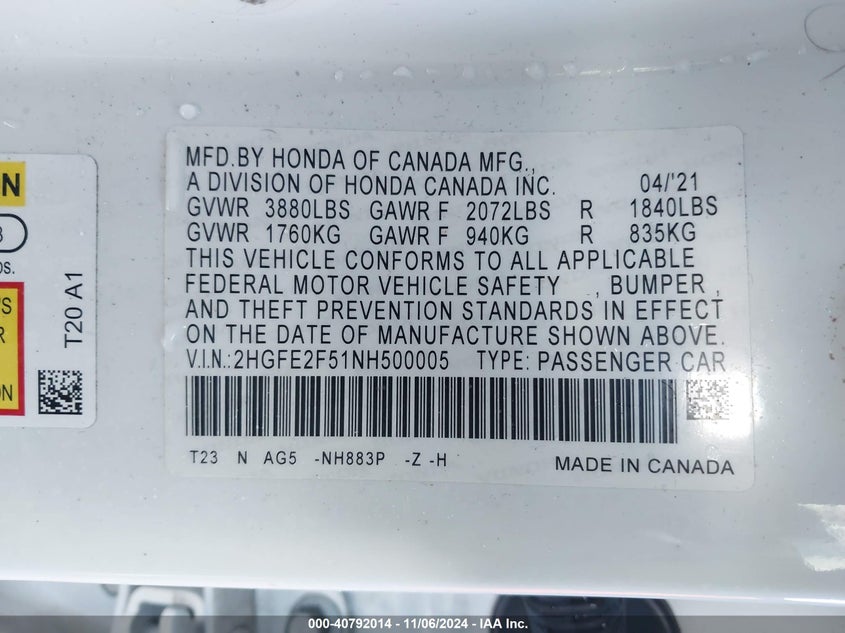 MFD.BY HONDA OF CANADA MFG.,
A DIVISION OF HONDA CANADA INC. 04/'21
GVWR 3880LBS GAWR F 2072LBS R 1840LBS
GVWR 1760KG GAWR F 940KG R 835KG
THIS VEHICLE CONFORMS TO ALL APPLICABLE
FEDERAL MOTOR VEHICLE SAFETY , BUMPER ,
AND THEFT PREVENTION STANDARDS IN EFFECT
ON THE DATE OF MANUFACTURE SHOWN ABOVE.
V.I.N.:2HGFE2F51NH500005 TYPE: PASSENGER CAR
T23 N AG5 -NH883P -Z -H MADE IN CANADA
T20 A1
000-40792014 - 11/06/2024 - IAA Inc.